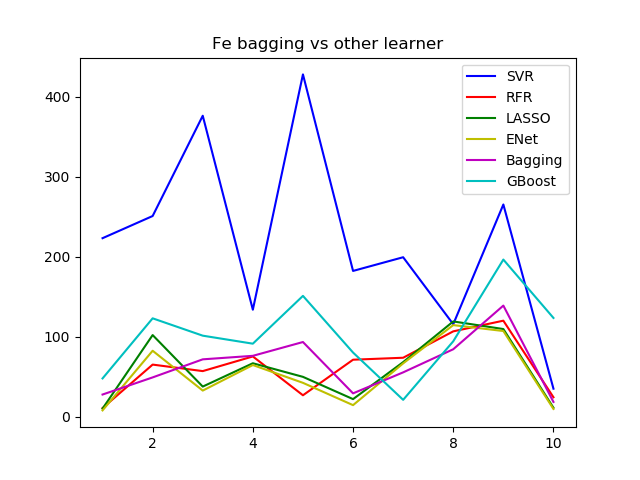 Fe bagging vs other learner
SVR
RFR
LASSO
ENet
Bagging
GBoost
400
300
200
100
0
2
4
6
8
10